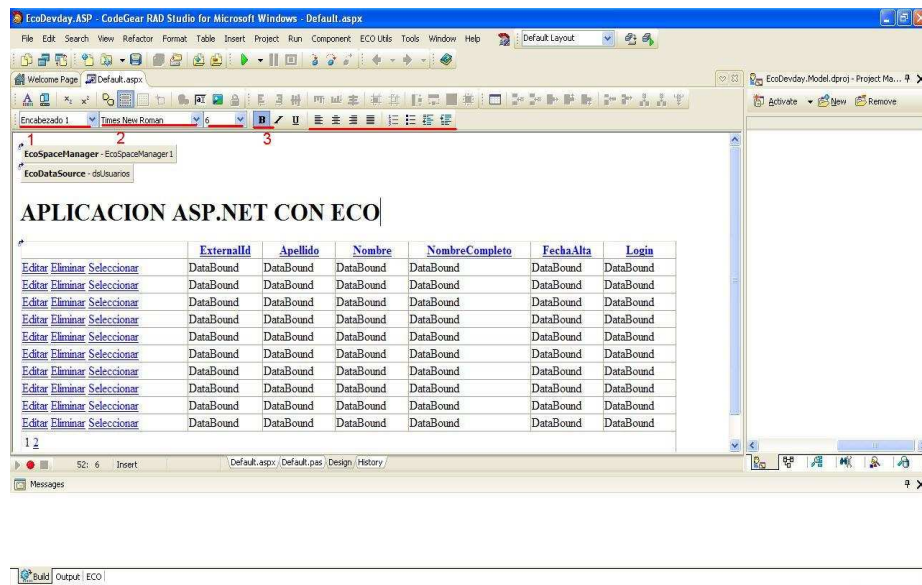 EcoDevday.ASP - CodeGear RAD Studio for Microsoft Windows - Default.aspx
File Edit Search View Refactor Format Table Insert Project Run Component ECO Utils Tools Window Help Default Layout
Welcome Page Default.aspx
EcoDevday.Model.dproj - Project Ma...
Activate New Remove
Encabezado 1 Times New Roman 6 B I U
1 2 3
EcoSpaceManager - EcoSpaceManager1
EcoDataSource - dsUsuarios
APLICACION ASP.NET CON ECO
ExternalId Apellido Nombre NombreCompleto FechaAlta Login
Editar Eliminar Seleccionar DataBound DataBound DataBound DataBound DataBound DataBound
Editar Eliminar Seleccionar DataBound DataBound DataBound DataBound DataBound DataBound
Editar Eliminar Seleccionar DataBound DataBound DataBound DataBound DataBound DataBound
Editar Eliminar Seleccionar DataBound DataBound DataBound DataBound DataBound DataBound
Editar Eliminar Seleccionar DataBound DataBound DataBound DataBound DataBound DataBound
Editar Eliminar Seleccionar DataBound DataBound DataBound DataBound DataBound DataBound
Editar Eliminar Seleccionar DataBound DataBound DataBound DataBound DataBound DataBound
Editar Eliminar Seleccionar DataBound DataBound DataBound DataBound DataBound DataBound
Editar Eliminar Seleccionar DataBound DataBound DataBound DataBound DataBound DataBound
Editar Eliminar Seleccionar DataBound DataBound DataBound DataBound DataBound DataBound
1 2
52: 6 Insert Default.aspx Default.pas Design History
Messages
Build Output ECO